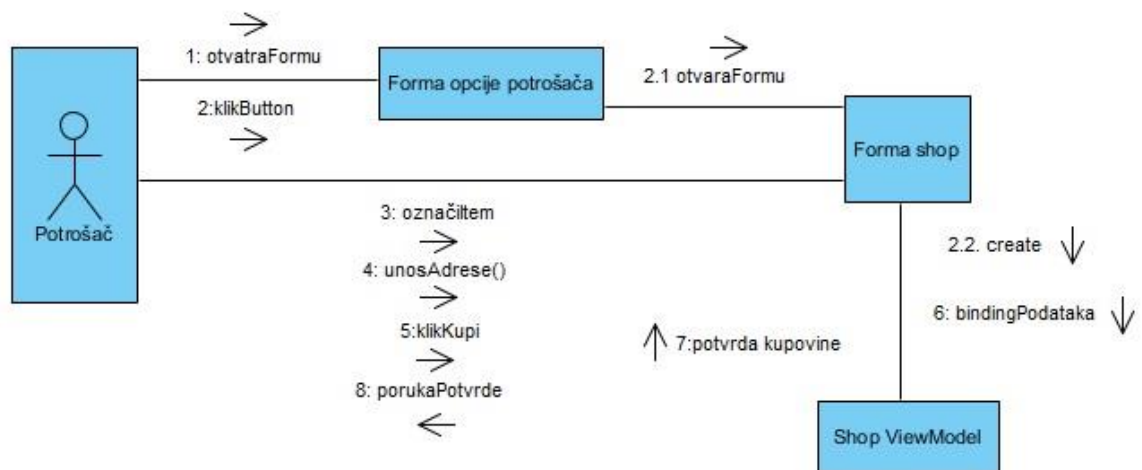 1: otvatraFormu
2:klikButton
Forma opcije potrošača
2.1 otvaraFormu
Forma shop
Potrošač
3: označiItem
4: unosAdrese()
5:klikKupi
8: porukaPotvrde
2.2. create
6: bindingPodataka
7:potvrda kupovine
Shop ViewModel